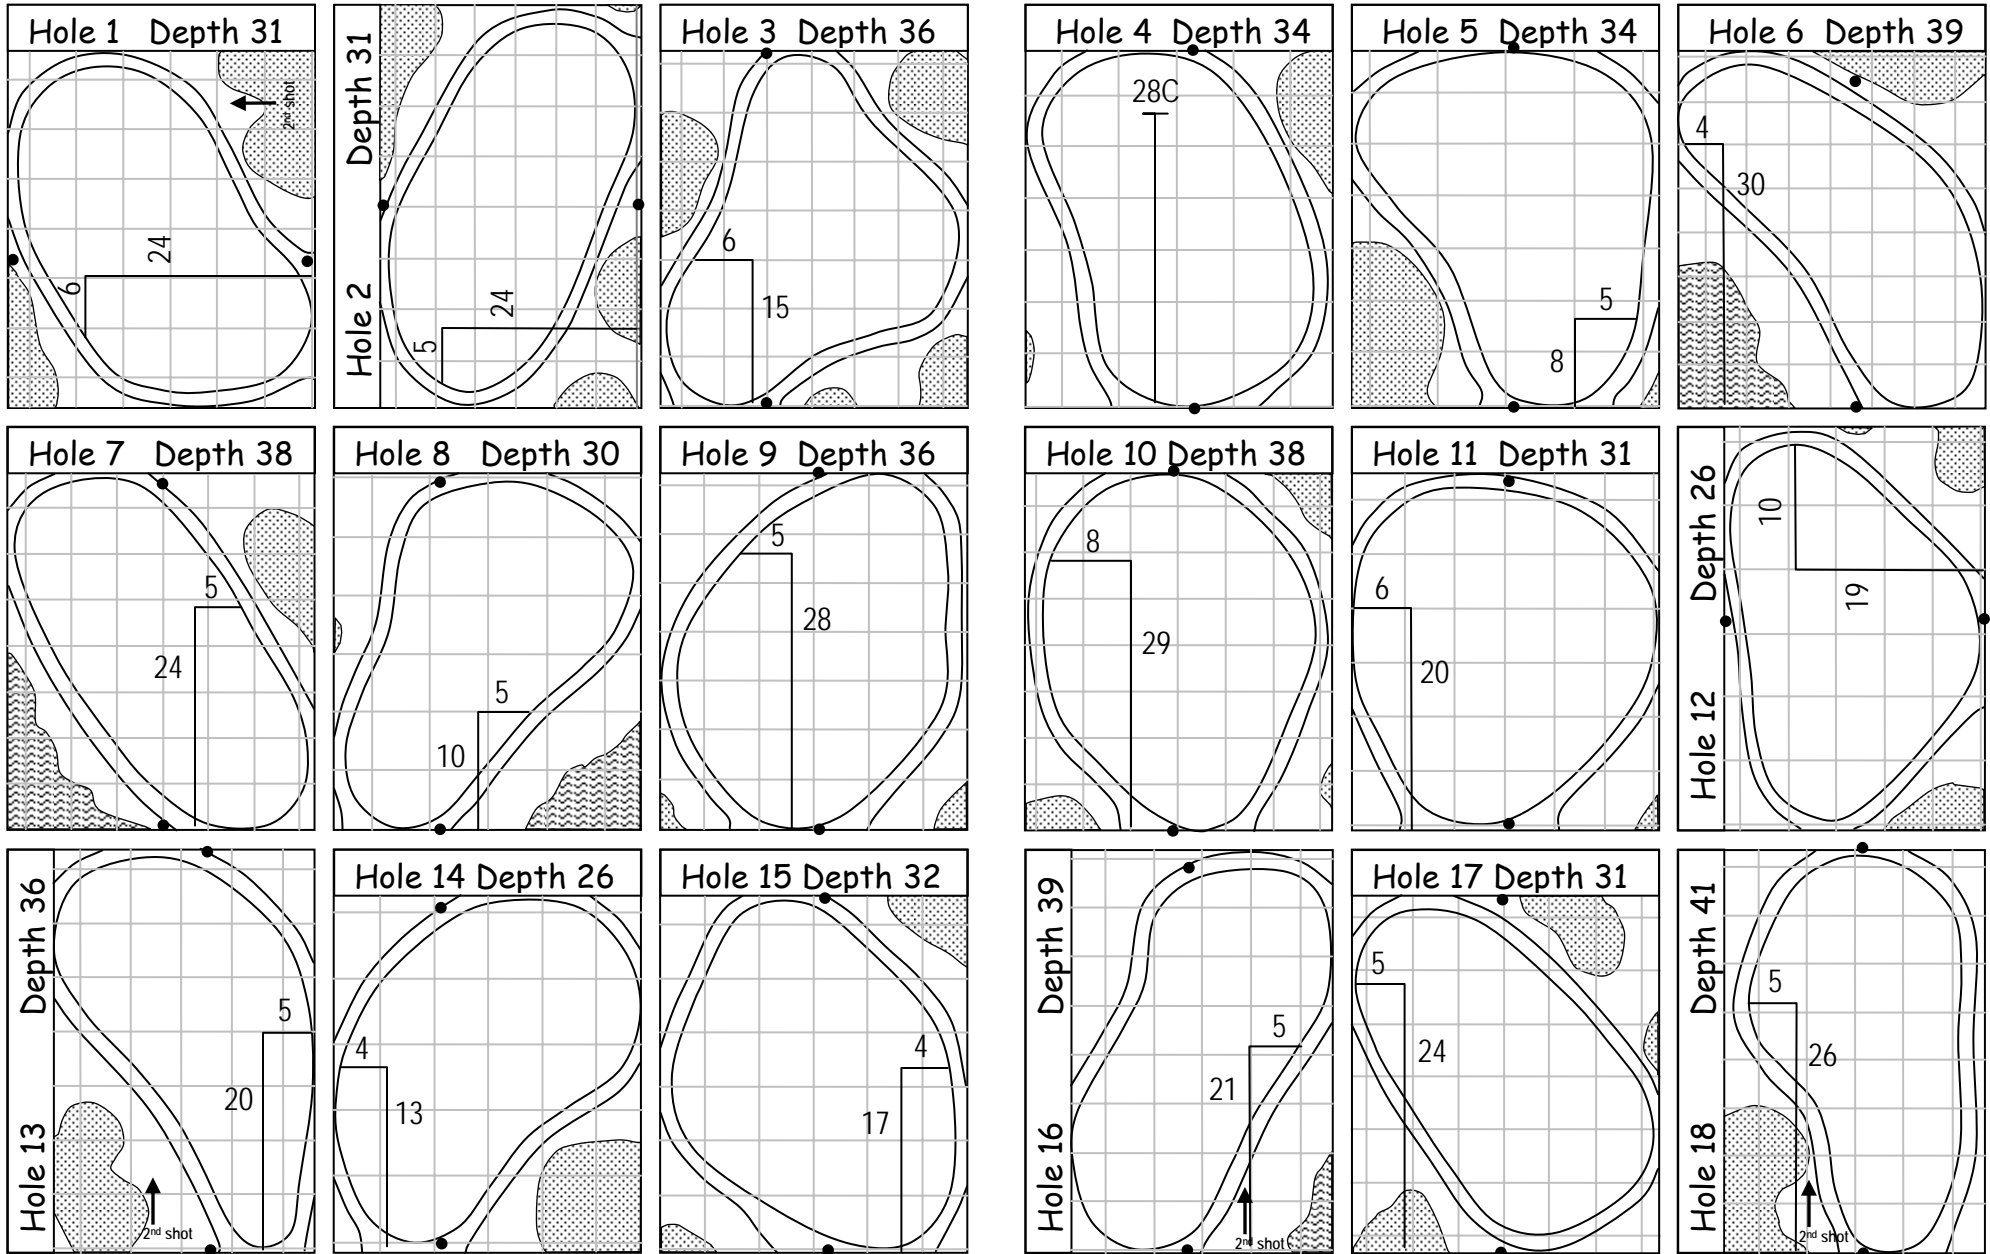 Hole 1 Depth 31
2nd shot
24
6
Hole 2 Depth 31
24
5
Hole 3 Depth 36
6
15
Hole 4 Depth 34
28C
Hole 5 Depth 34
5
8
Hole 6 Depth 39
4
30
Hole 7 Depth 38
5
24
Hole 8 Depth 30
5
10
Hole 9 Depth 36
5
28
Hole 10 Depth 38
8
29
Hole 11 Depth 31
6
20
Hole 12 Depth 26
10
19
Hole 13 Depth 36
5
20
2nd shot
Hole 14 Depth 26
4
13
Hole 15 Depth 32
4
17
Hole 16 Depth 39
5
21
2nd shot
Hole 17 Depth 31
5
24
Hole 18 Depth 41
5
26
2nd shot